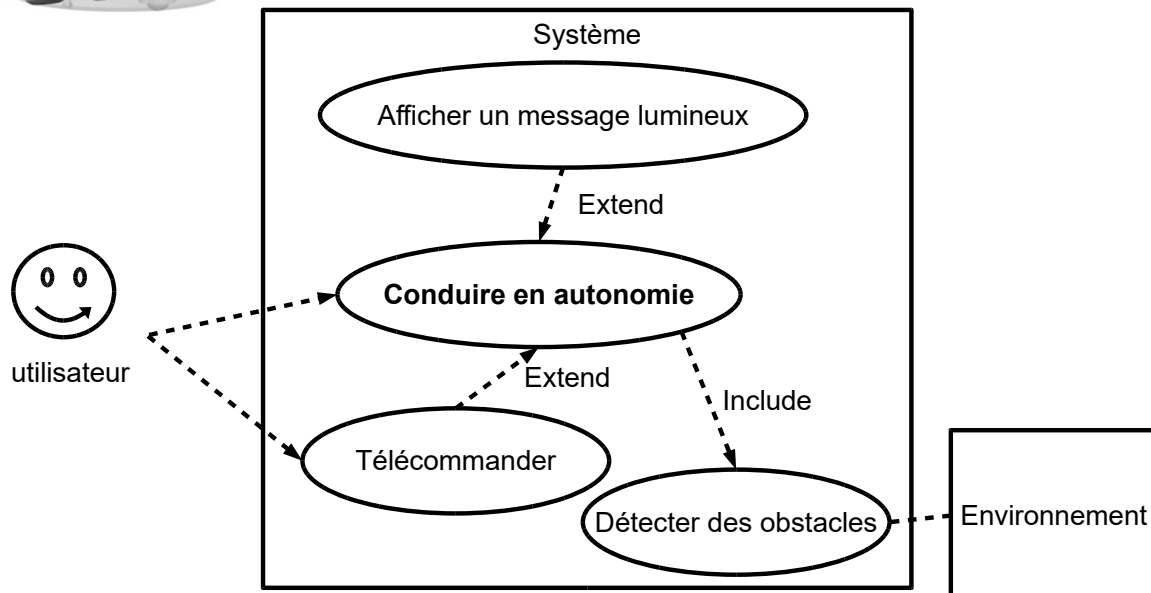 Système
Afficher un message lumineux
Extend
Conduire en autonomie
utilisateur
Extend
Include
Télécommander
Détecter des obstacles
Environnement